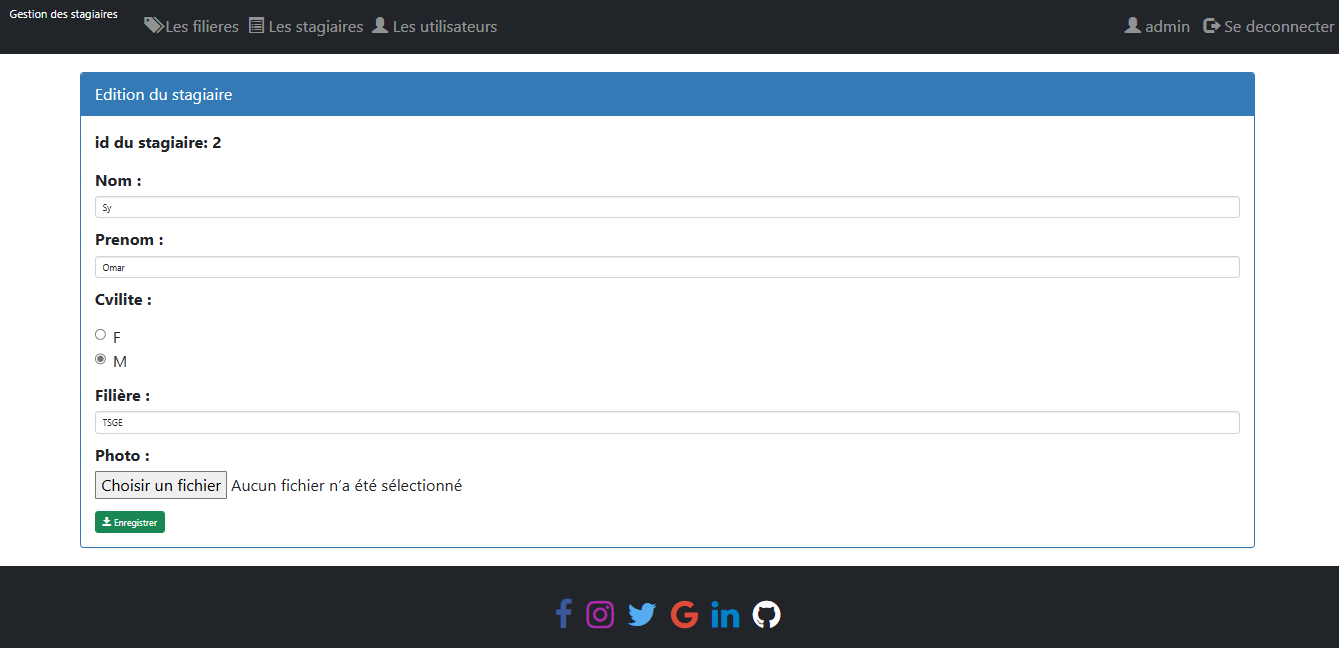 Gestion des stagiaires
Les filieres Les stagiaires Les utilisateurs
admin Se deconnecter
Edition du stagiaire
id du stagiaire: 2
Nom :
Sy
Prenom :
Omar
Cvilite :
F
M
Filière :
TSGE
Photo :
Choisir un fichier Aucun fichier n'a été sélectionné
Enregistrer